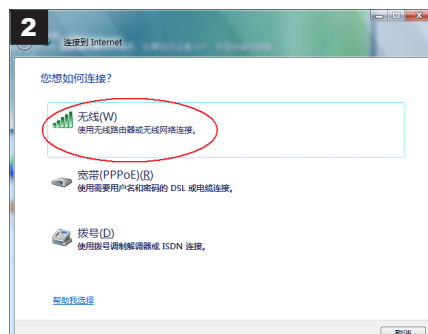 2
连接到 Internet
您想如何连接?
无线(W)
使用无线路由器或无线网络连接。
宽带(PPPoE)(R)
使用需要用户名和密码的 DSL 或电缆连接。
拨号(D)
使用拨号调制解调器或 ISDN 连接。
帮助我选择
取消